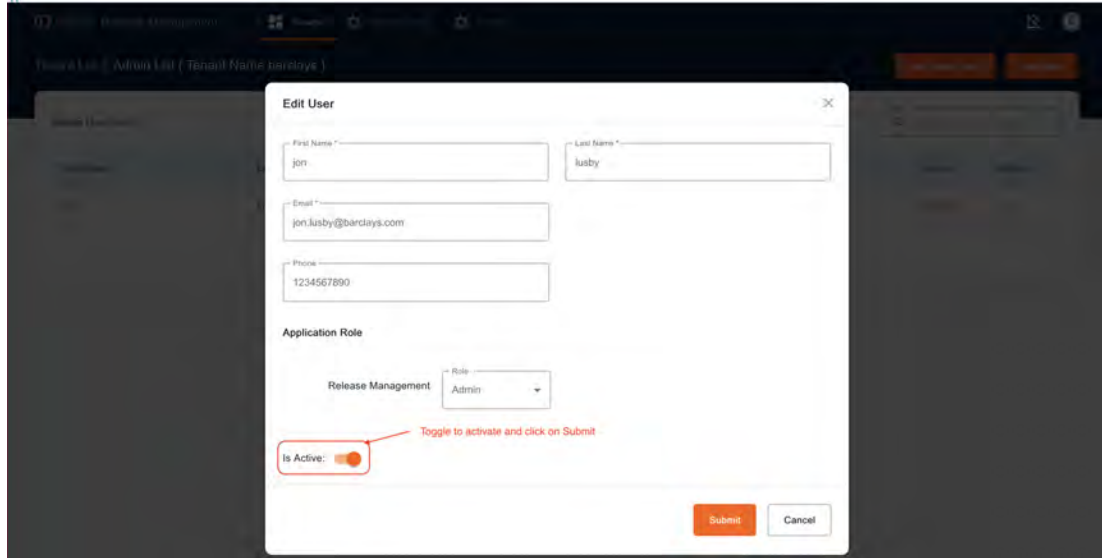 Release Management
Tenant List | Admin List ( Tenant Name barclays )
Edit User
First Name *
jon
Last Name *
lusby
Email *
jon.lusby@barclays.com
Phone
1234567890
Application Role
Release Management
Role
Admin
Toggle to activate and click on Submit
Is Active:
Submit
Cancel